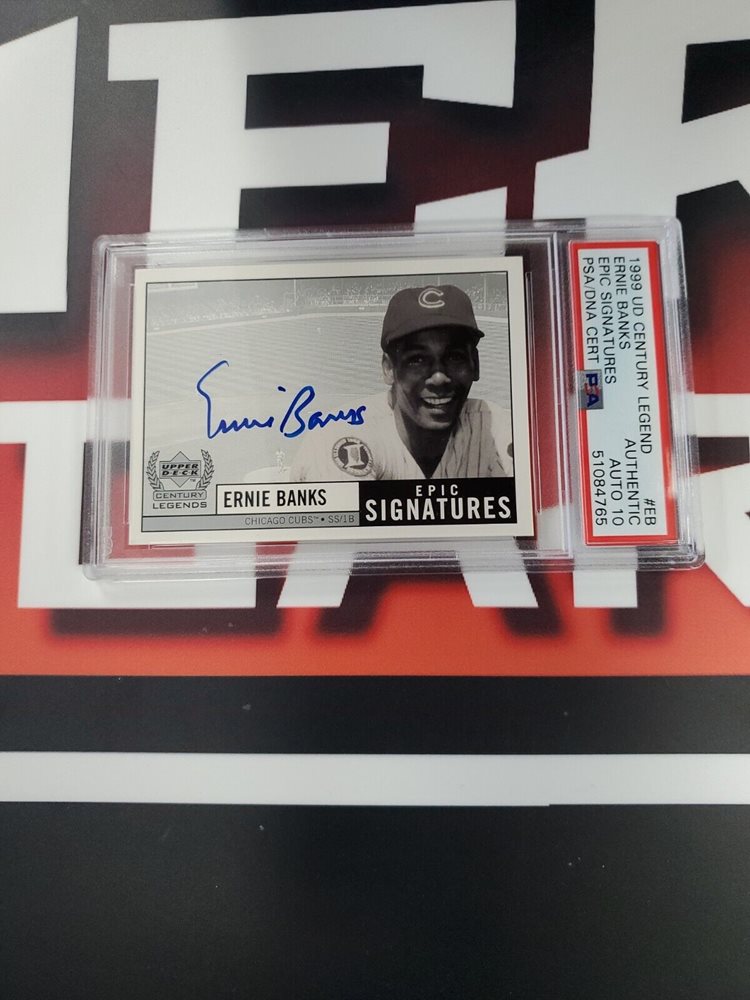 C
Ernie Banks
UPPER
DECK
CENTURY
LEGENDS
ERNIE BANKS
CHICAGO CUBS™ • SS/1B
EPIC
SIGNATURES
1999 UD CENTURY LEGEND #EB
ERNIE BANKS AUTHENTIC
EPIC SIGNATURES AUTO 10
PSA/DNA CERT PSA 51084765